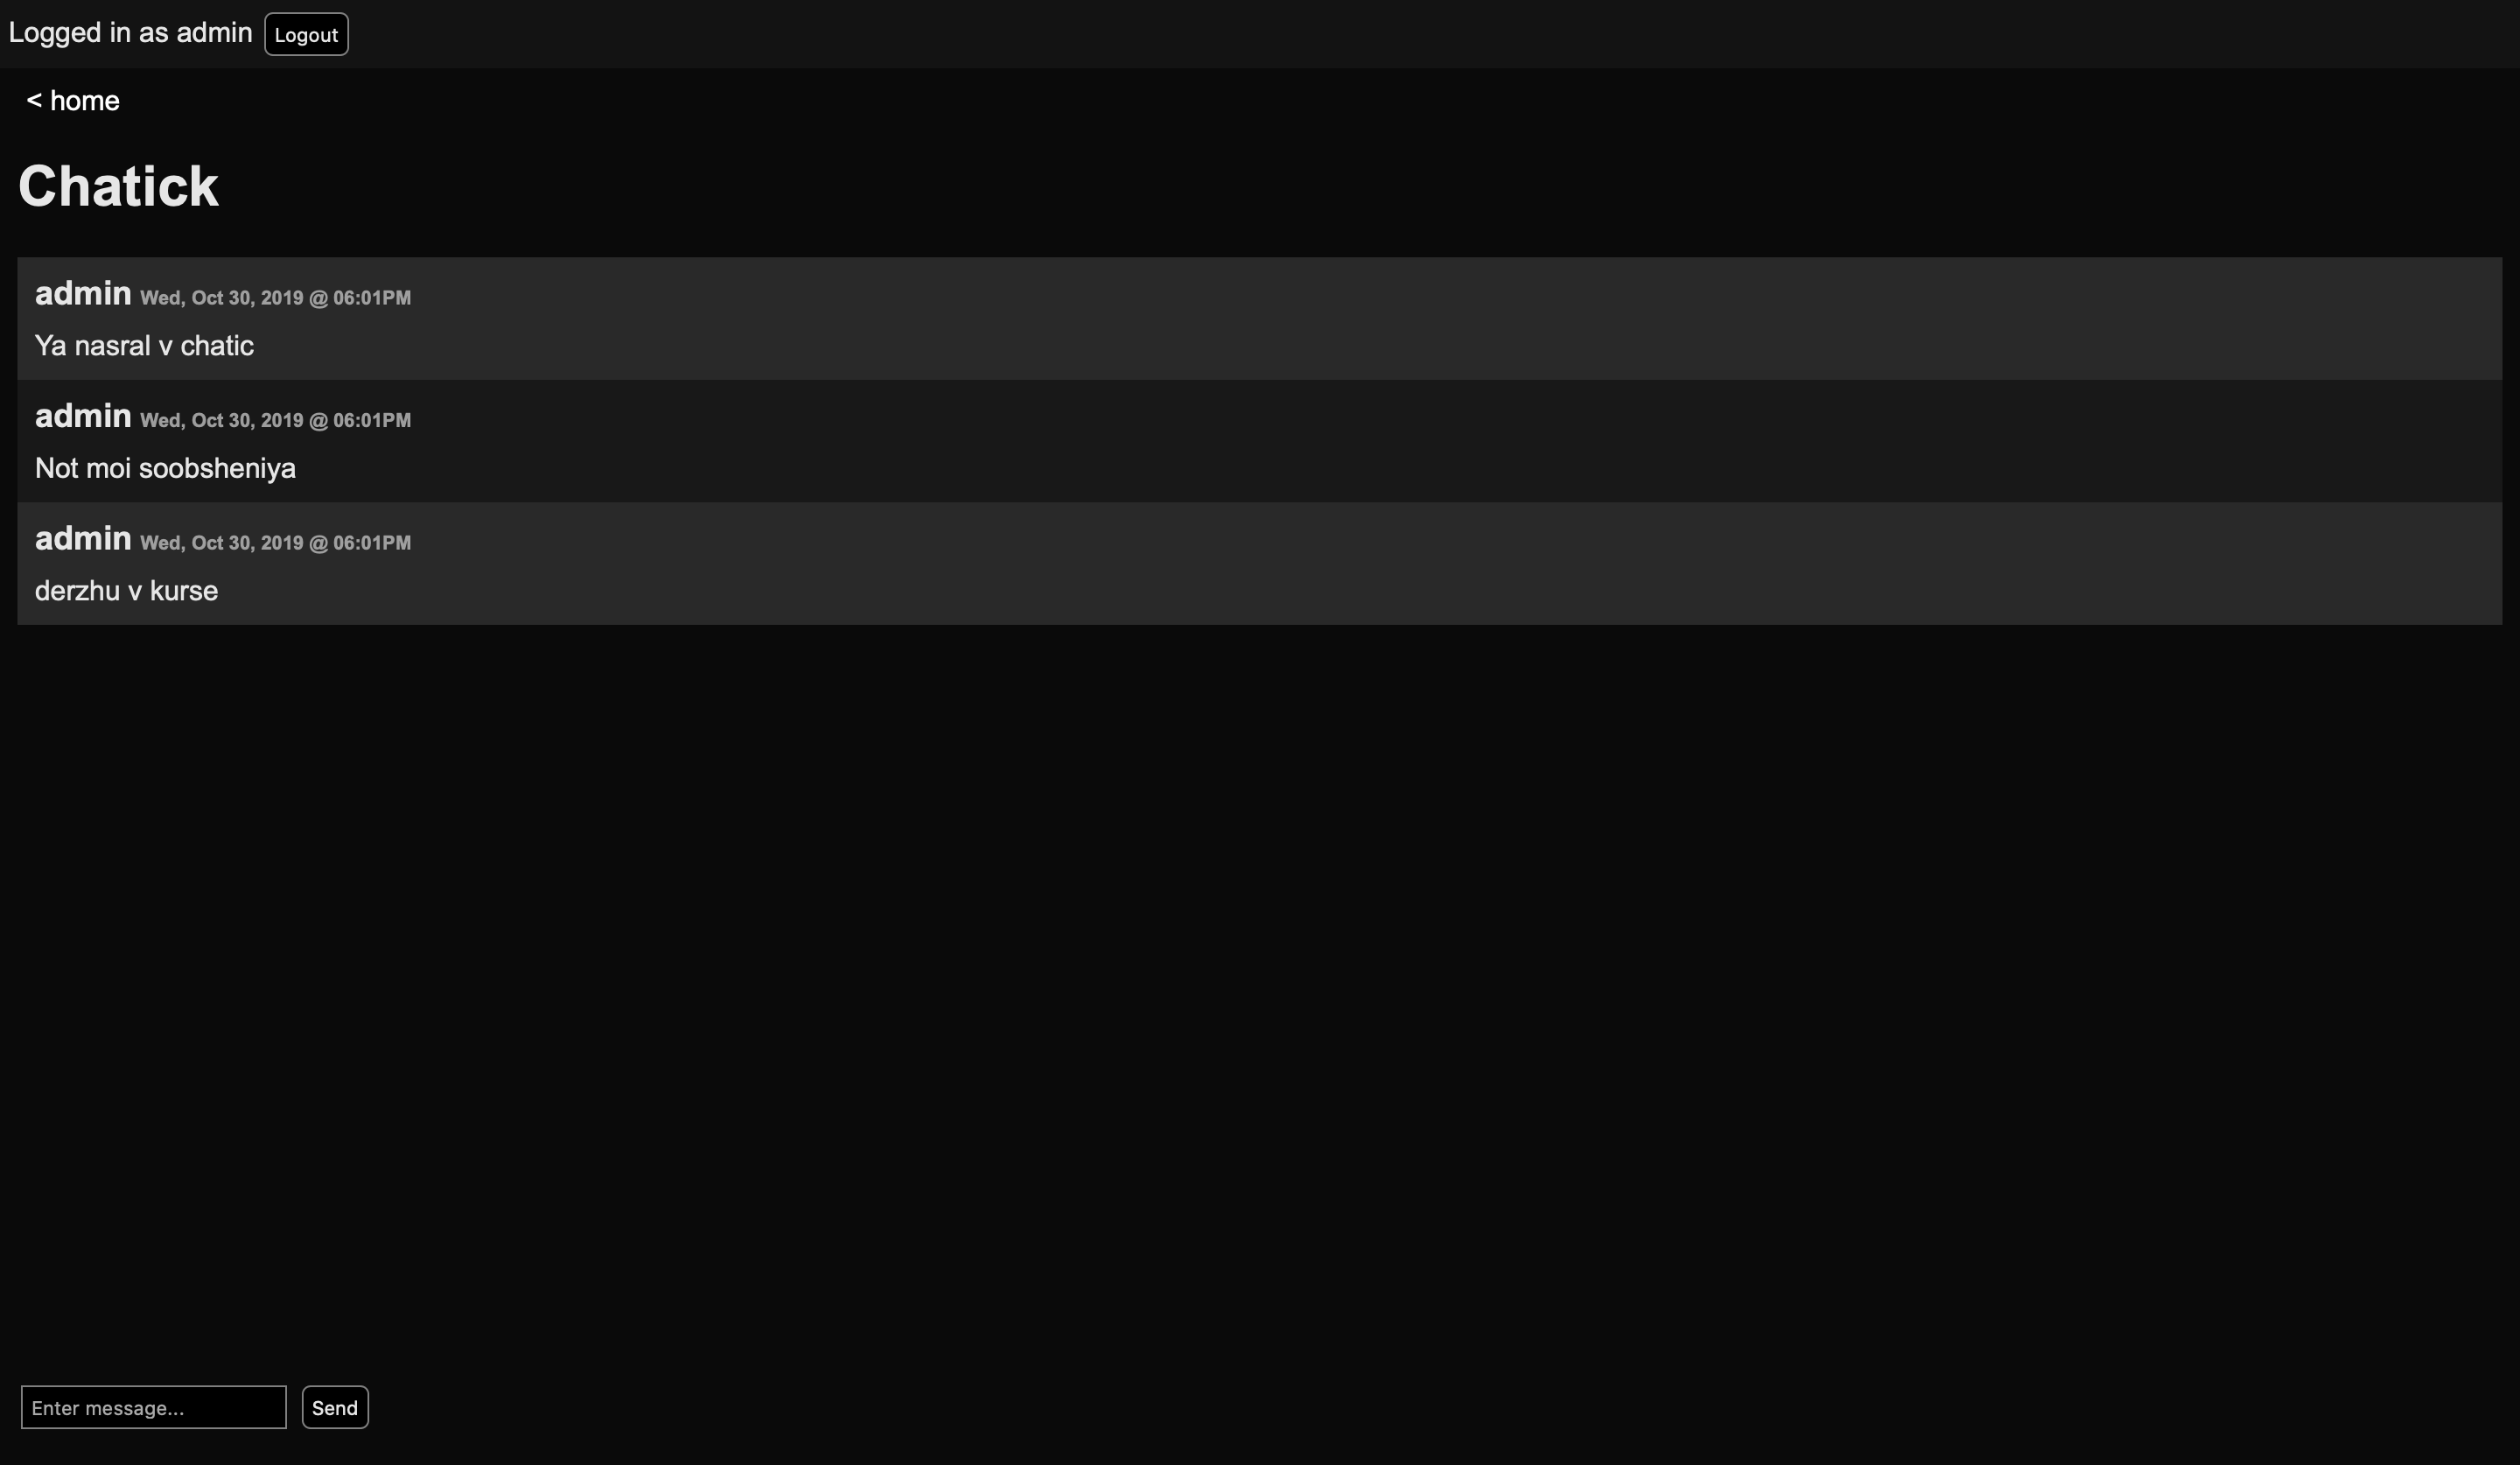 Logged in as admin Logout
< home
Chatick
admin Wed, Oct 30, 2019 @ 06:01PM
Ya nasral v chatic
admin Wed, Oct 30, 2019 @ 06:01PM
Not moi soobsheniya
admin Wed, Oct 30, 2019 @ 06:01PM
derzhu v kurse
Enter message... Send